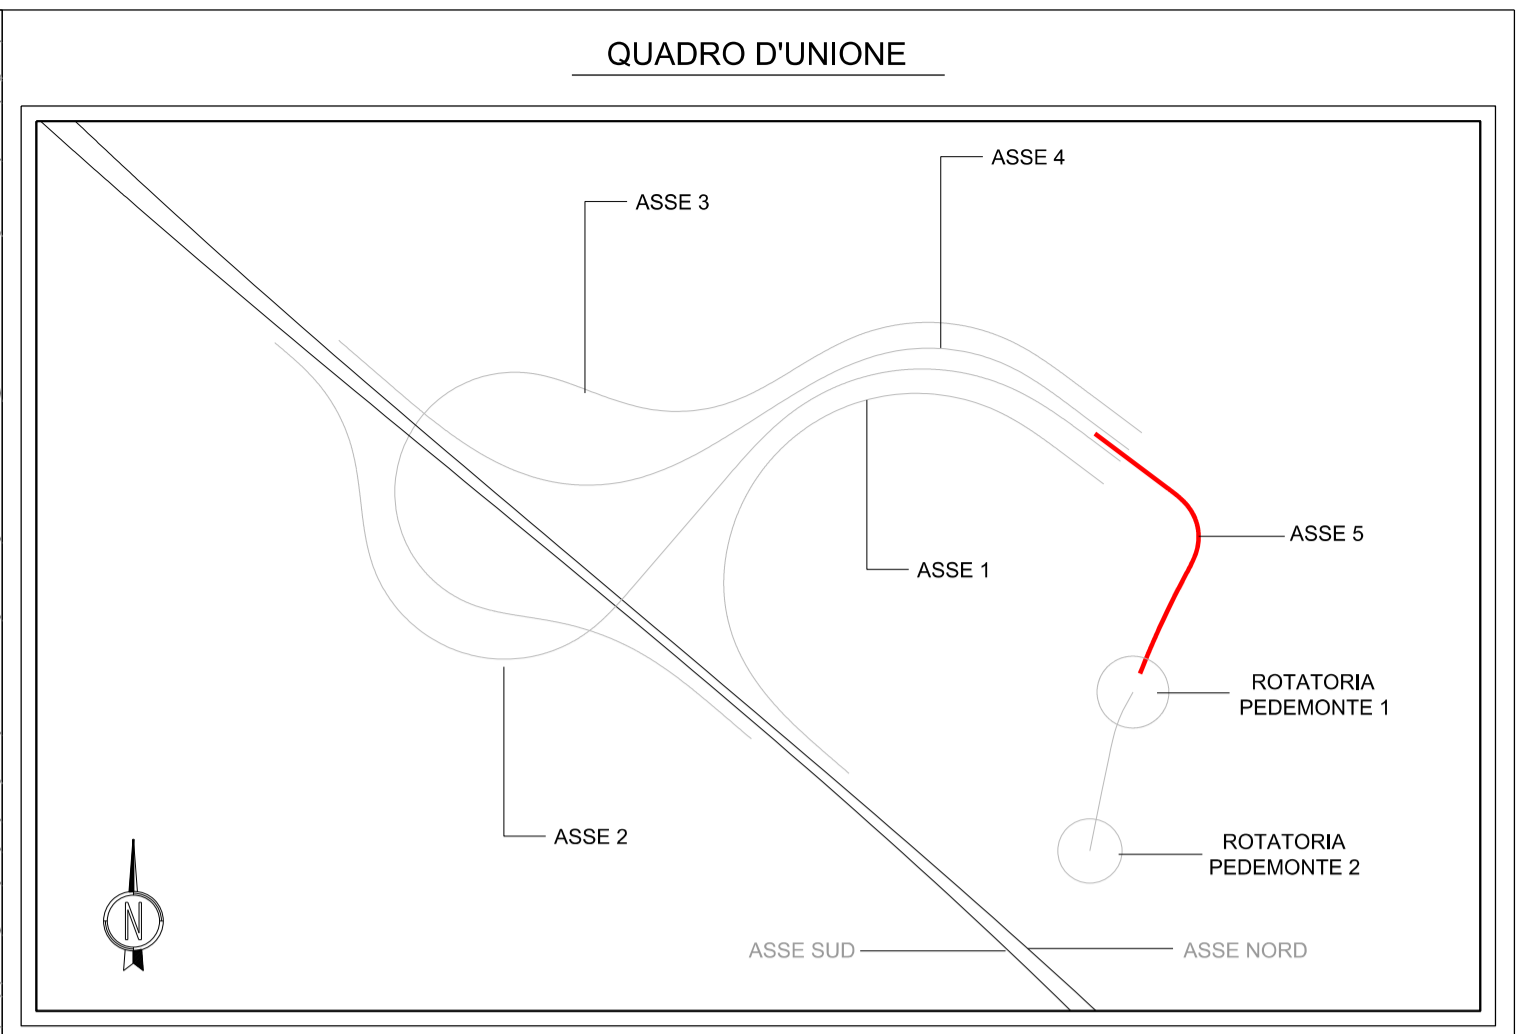 QUADRO D'UNIONE
ASSE 4
ASSE 3
ASSE 5
ASSE 1
ROTATORIA
PEDEMONTE 1
ASSE 2
ROTATORIA
PEDEMONTE 2
N
ASSE SUD
ASSE NORD